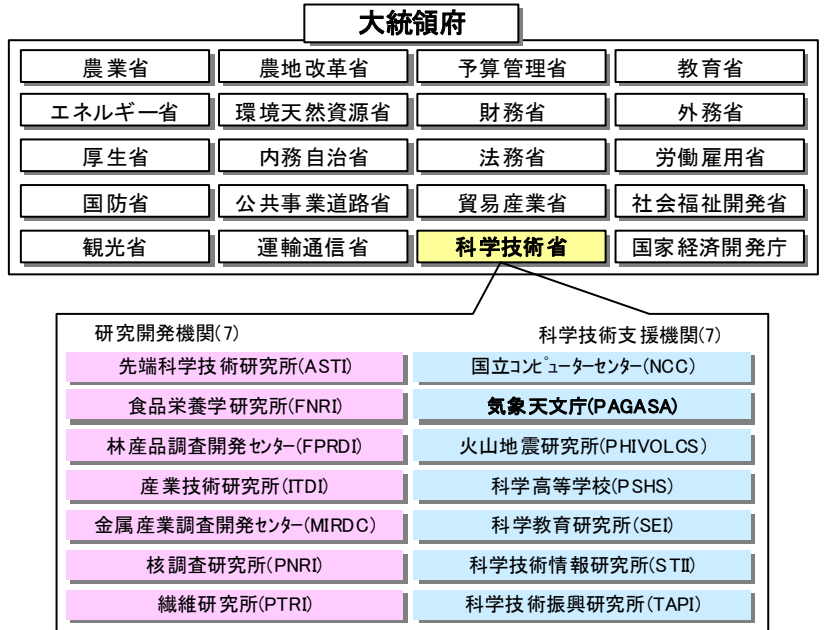 大統領府
農業省 農地改革省 予算管理省 教育省
エネルギー省 環境天然資源省 財務省 外務省
厚生省 内務自治省 法務省 労働雇用省
国防省 公共事業道路省 貿易産業省 社会福祉開発省
観光省 運輸通信省 科学技術省 国家経済開発庁
研究開発機関(7) 科学技術支援機関(7)
先端科学技術研究所(ASTI) 国立ｺﾝﾋﾟｭｰﾀｰｾﾝﾀｰ(NCC)
食品栄養学研究所(FNRI) 気象天文庁(PAGASA)
林産品調査開発ｾﾝﾀｰ(FPRDI) 火山地震研究所(PHIVOLCS)
産業技術研究所(ITDI) 科学高等学校(PSHS)
金属産業調査開発ｾﾝﾀｰ(MIRDC) 科学教育研究所(SEI)
核調査研究所(PNRI) 科学技術情報研究所(STII)
繊維研究所(PTRI) 科学技術振興研究所(TAPI)